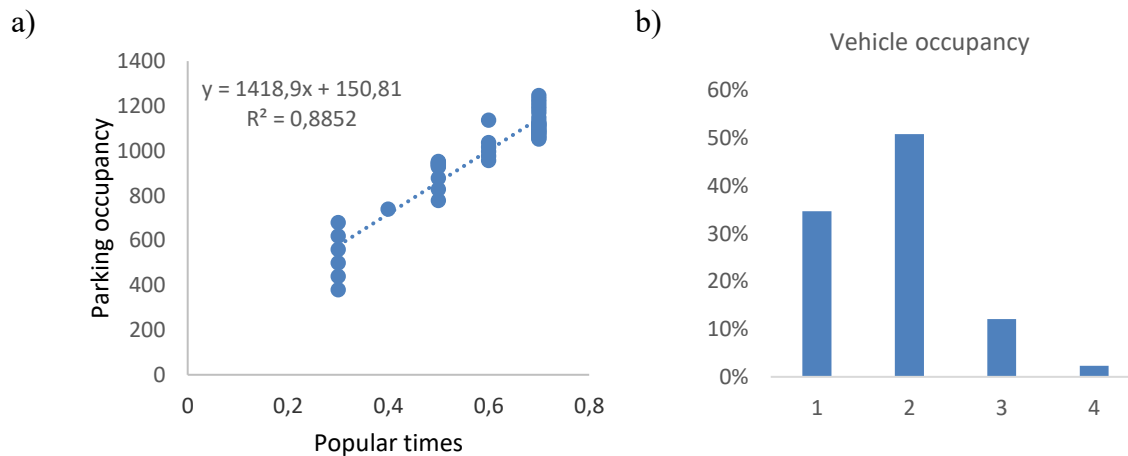 a)
1400
1200
1000
800
600
400
200
0
y = 1418,9x + 150,81
R² = 0,8852
Parking occupancy
0 0,2 0,4 0,6 0,8
Popular times
b)
Vehicle occupancy
60%
50%
40%
30%
20%
10%
0%
1 2 3 4